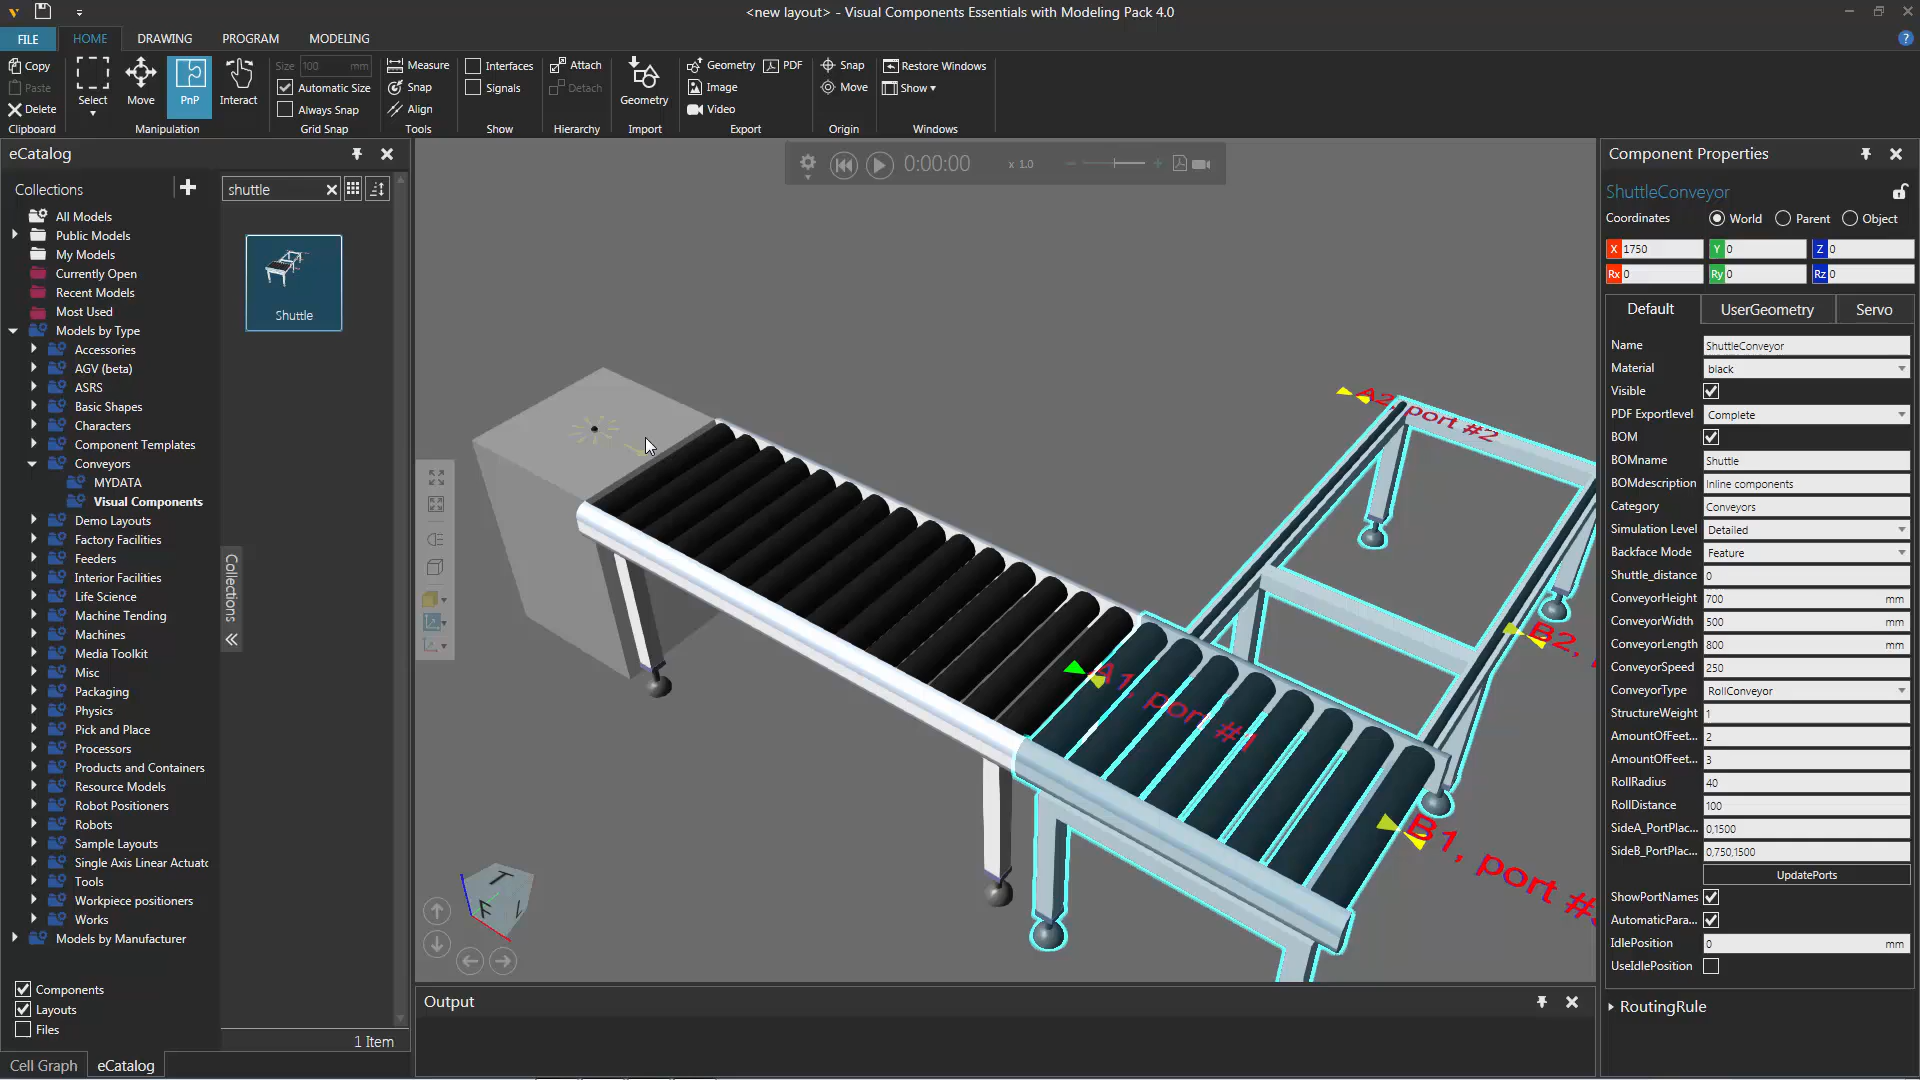 <new layout> - Visual Components Essentials with Modeling Pack 4.0
FILE
HOME
DRAWING
PROGRAM
MODELING
Copy
Paste
Delete
Clipboard
Select
Move
PnP
Interact
Manipulation
Size
100
mm
Automatic Size
Always Snap
Grid Snap
Measure
Snap
Align
Tools
Interfaces
Signals
Show
Attach
Detach
Hierarchy
Geometry
Import
Geometry
PDF
Image
Video
Export
Snap
Move
Origin
Restore Windows
Show
Windows
eCatalog
Collections
shuttle
All Models
Public Models
My Models
Currently Open
Recent Models
Most Used
Models by Type
Accessories
AGV (beta)
ASRS
Basic Shapes
Characters
Component Templates
Conveyors
MYDATA
Visual Components
Demo Layouts
Factory Facilities
Feeders
Interior Facilities
Life Science
Machine Tending
Machines
Media Toolkit
Misc
Packaging
Physics
Pick and Place
Processors
Products and Containers
Resource Models
Robot Positioners
Robots
Sample Layouts
Single Axis Linear Actuato
Tools
Workpiece positioners
Works
Models by Manufacturer
Components
Layouts
Files
Shuttle
Collections
1 Item
Cell Graph
eCatalog
0:00:00
x 1.0
A2, port #2
B2,
A1, port #1
B1, port #
T
F
L
Output
Component Properties
ShuttleConveyor
Coordinates
World
Parent
Object
X 1750
Y 0
Z 0
Rx 0
Ry 0
Rz 0
Default
UserGeometry
Servo
Name
ShuttleConveyor
Material
black
Visible
PDF Exportlevel
Complete
BOM
BOMname
Shuttle
BOMdescription
Inline components
Category
Conveyors
Simulation Level
Detailed
Backface Mode
Feature
Shuttle_distance
0
ConveyorHeight
700 mm
ConveyorWidth
500 mm
ConveyorLength
800 mm
ConveyorSpeed
250
ConveyorType
RollConveyor
StructureWeight
1
AmountOfFeet...
2
AmountOfFeet...
3
RollRadius
40
RollDistance
100
SideA_PortPlac...
0,1500
SideB_PortPlac...
0,750,1500
UpdatePorts
ShowPortNames
AutomaticPara...
IdlePosition
0 mm
UseIdlePosition
RoutingRule